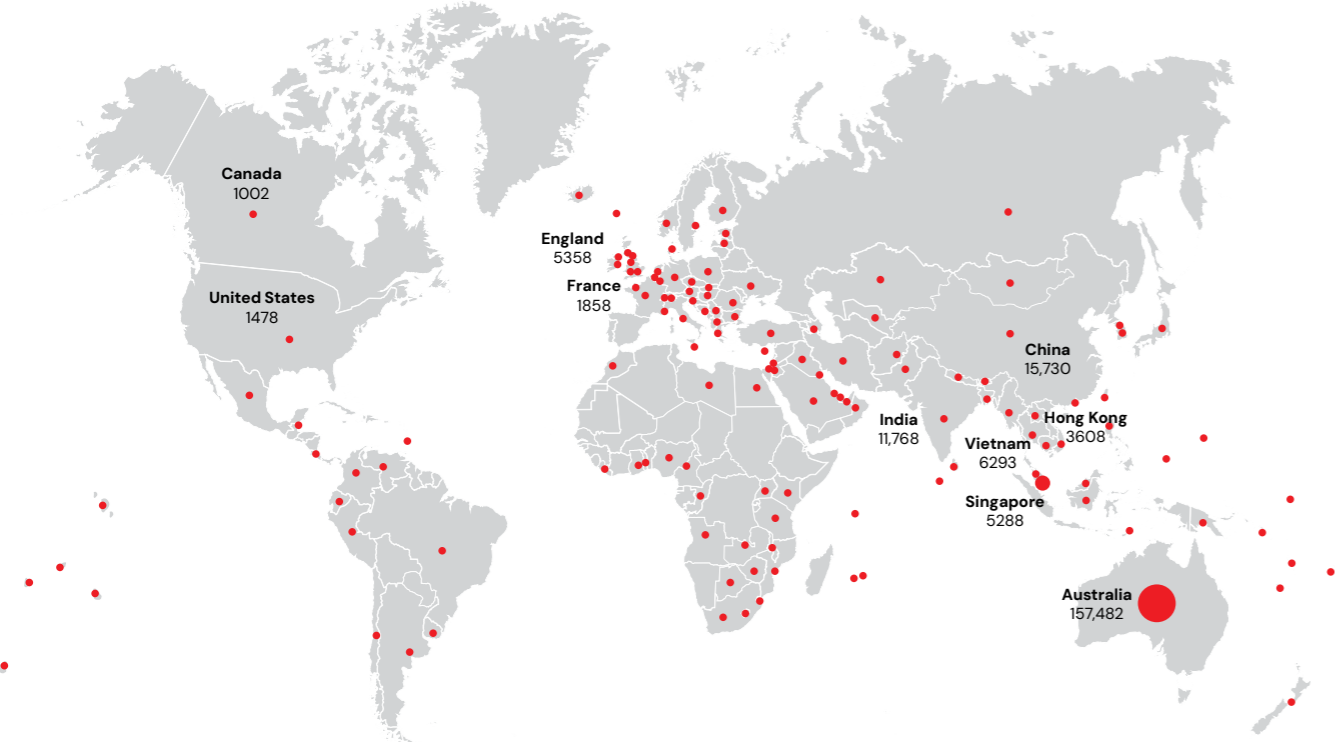 Canada
1002
United States
1478
England
5358
France
1858
China
15,730
India
11,768
Hong Kong
3608
Vietnam
6293
Singapore
5288
Australia
157,482